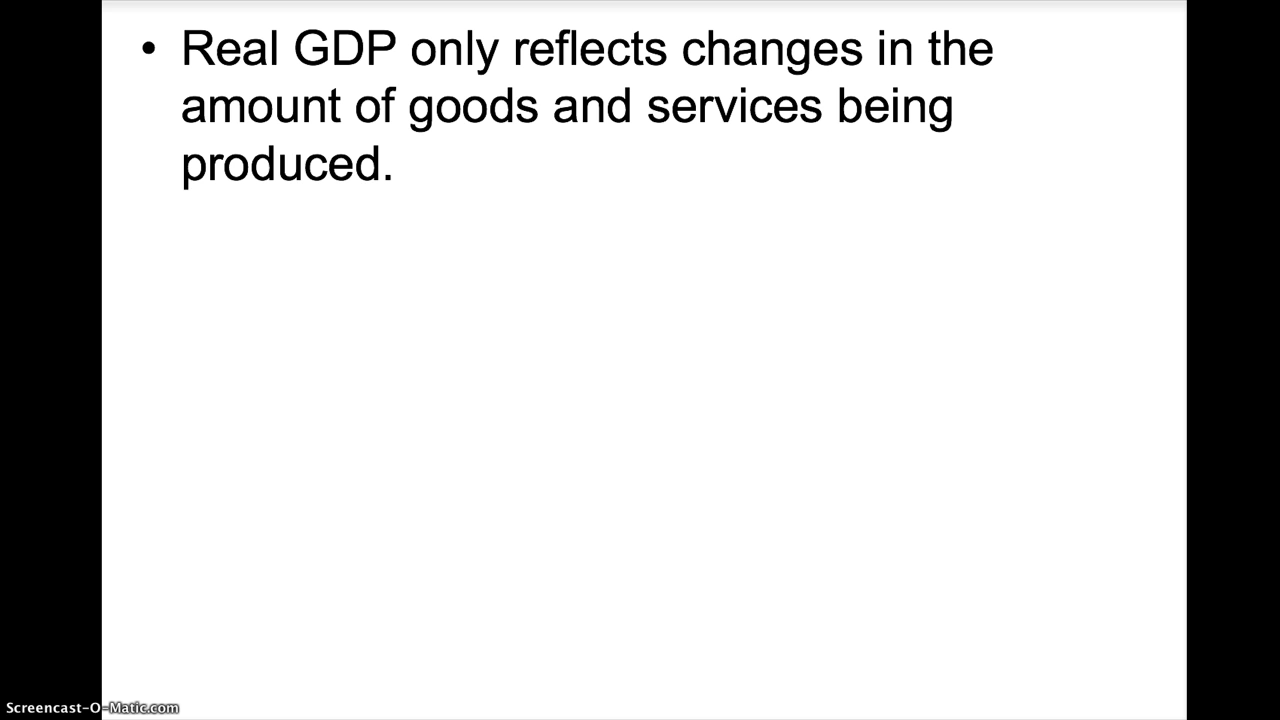 • Real GDP only reflects changes in the
amount of goods and services being
produced.
Screencast-O-Matic.com